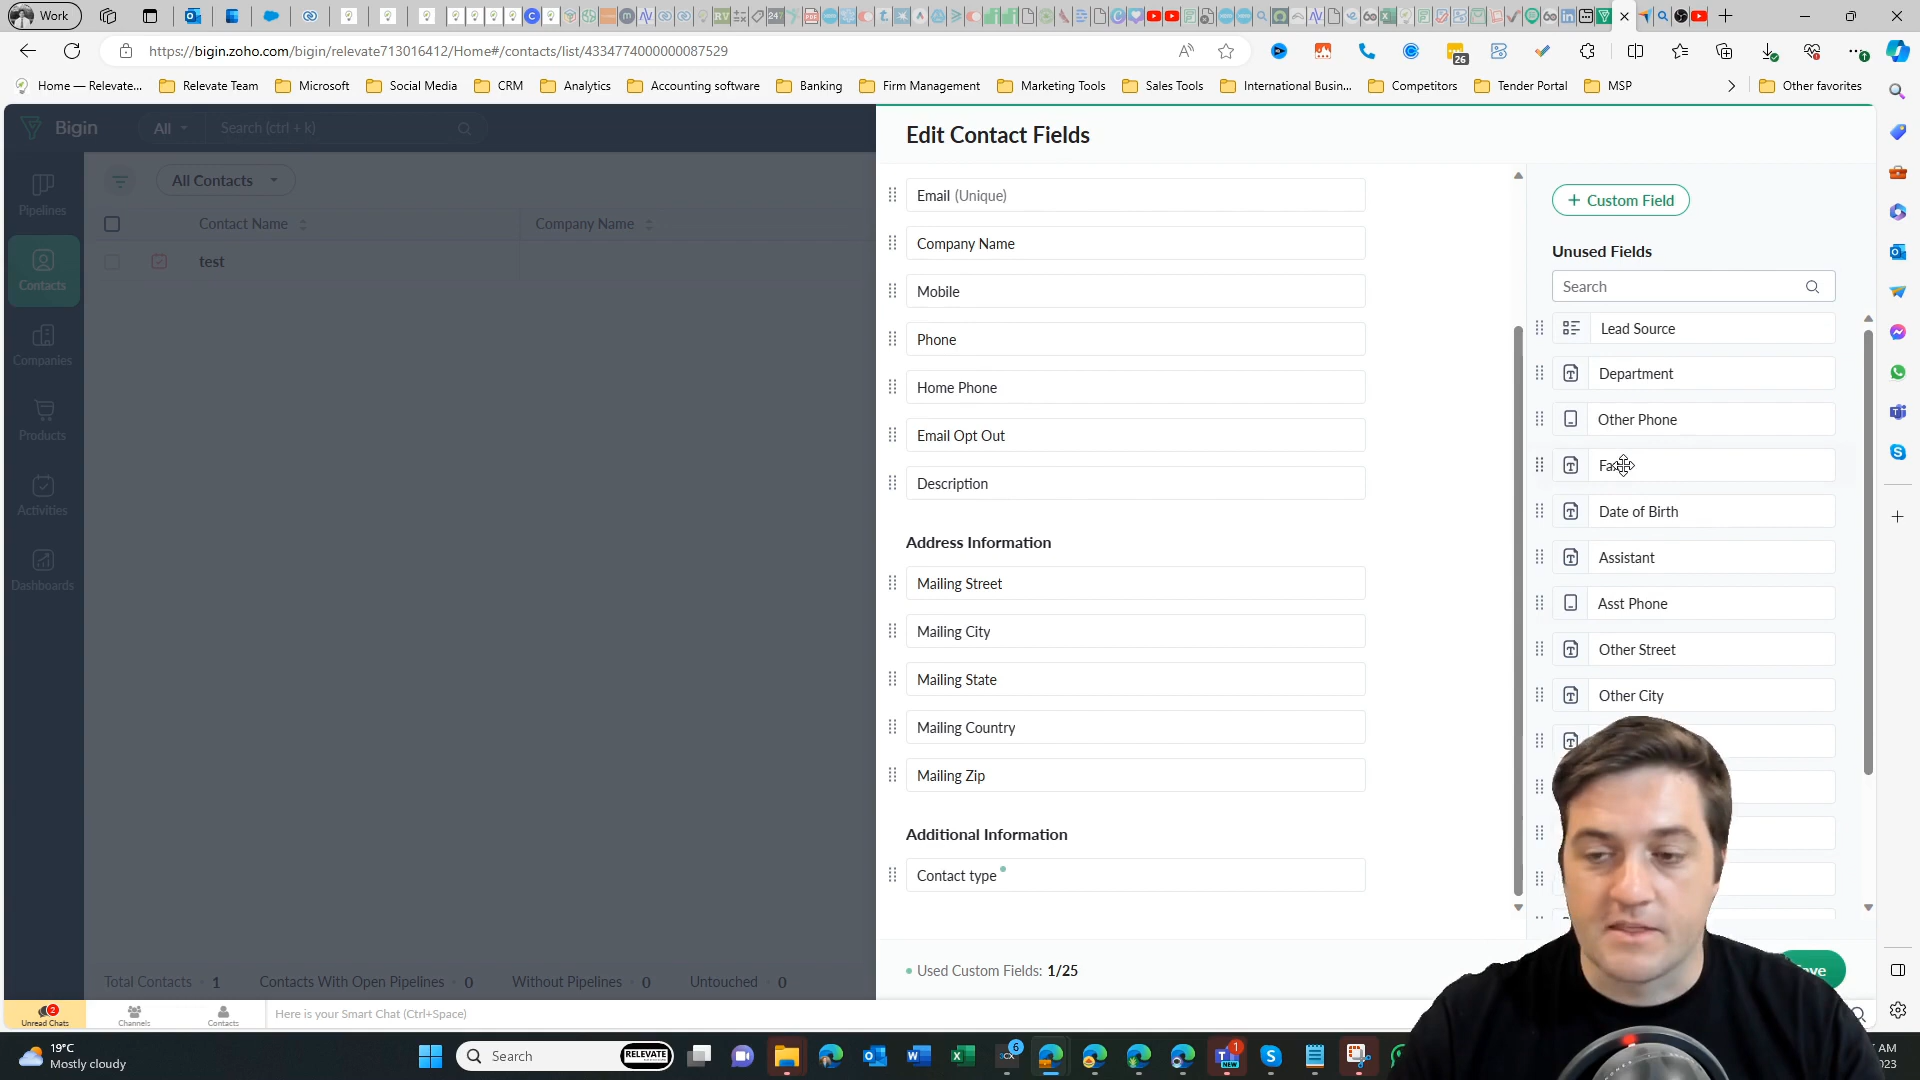 Work
https://bigin.zoho.com/bigin/relevate713016412/Home#/contacts/list/4334774000000087529
26
Home — Relevate...
Relevate Team
Microsoft
Social Media
CRM
Analytics
Accounting software
Banking
Firm Management
Marketing Tools
Sales Tools
International Busin...
Competitors
Tender Portal
MSP
Other favorites
Bigin
All
Search (ctrl + k)
Edit Contact Fields
Pipelines
Contacts
Companies
Products
Activities
Dashboards
All Contacts
Contact Name
Company Name
test
Email (Unique)
Company Name
Mobile
Phone
Home Phone
Email Opt Out
Description
Address Information
Mailing Street
Mailing City
Mailing State
Mailing Country
Mailing Zip
Additional Information
Contact type
Used Custom Fields: 1/25
+ Custom Field
Unused Fields
Search
Lead Source
Department
Other Phone
Date of Birth
Assistant
Asst Phone
Other Street
Other City
Total Contacts 1
Contacts With Open Pipelines 0
Without Pipelines 0
Untouched 0
2
Unread Chats
Channels
Contacts
Here is your Smart Chat (Ctrl+Space)
19°C
Mostly cloudy
Search
RELEVATE
6
1
NEW
AM